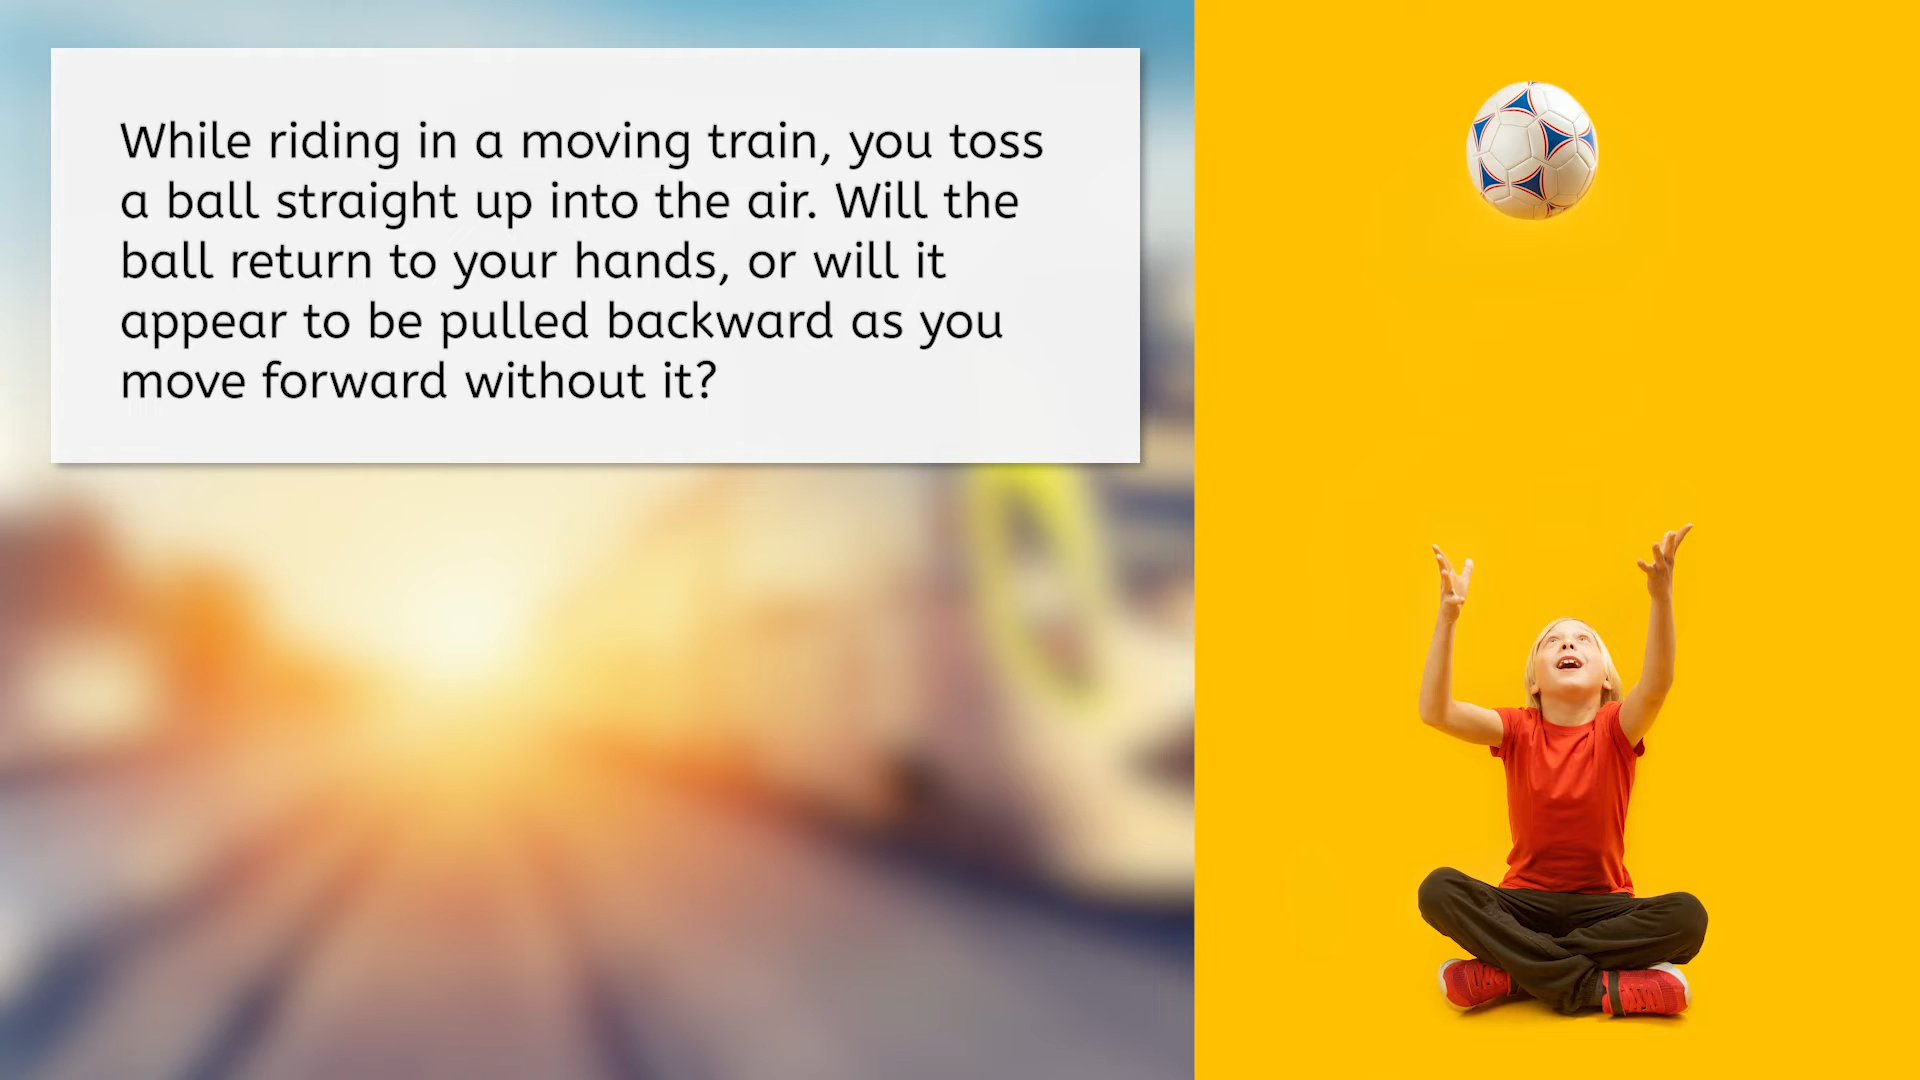 While riding in a moving train, you toss
a ball straight up into the air. Will the
ball return to your hands, or will it
appear to be pulled backward as you
move forward without it?